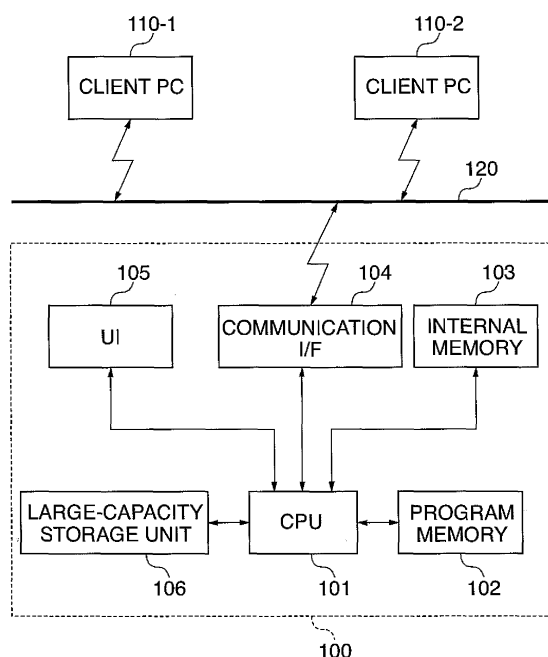 110-1
110-2
CLIENT PC
CLIENT PC
120
105
104
103
UI
COMMUNICATION
I/F
INTERNAL
MEMORY
LARGE-CAPACITY
STORAGE UNIT
CPU
PROGRAM
MEMORY
106
101
102
100